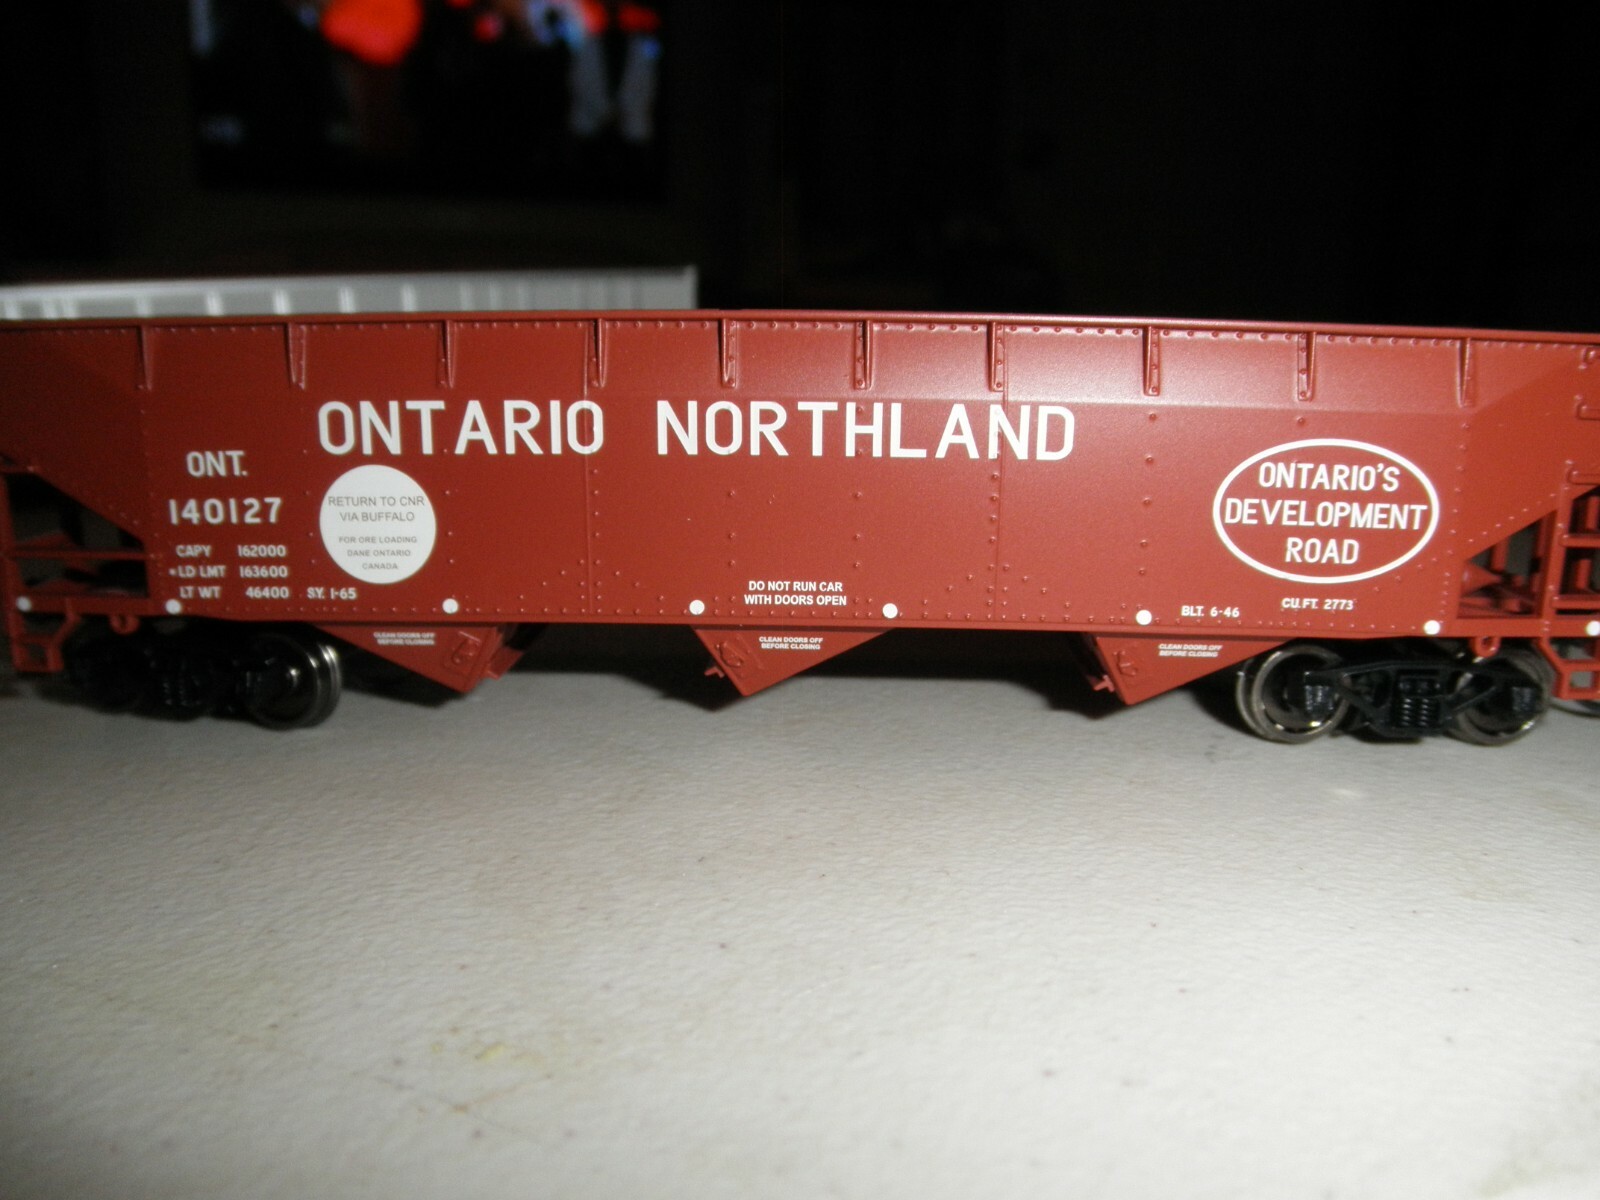 ONTARIO NORTHLAND
ONT.
140127
CAPY 162000
*LD LMT 163600
LT WT 46400 SY. 1-65
RETURN TO CNR
VIA BUFFALO
FOR ORE LOADING
DANE ONTARIO
CANADA
DO NOT RUN CAR
WITH DOORS OPEN
ONTARIO'S
DEVELOPMENT
ROAD
BLT. 6-46
CU.FT. 2773
CLEAN DOORS OFF
BEFORE CLOSING
CLEAN DOORS OFF
BEFORE CLOSING
CLEAN DOORS OFF
BEFORE CLOSING